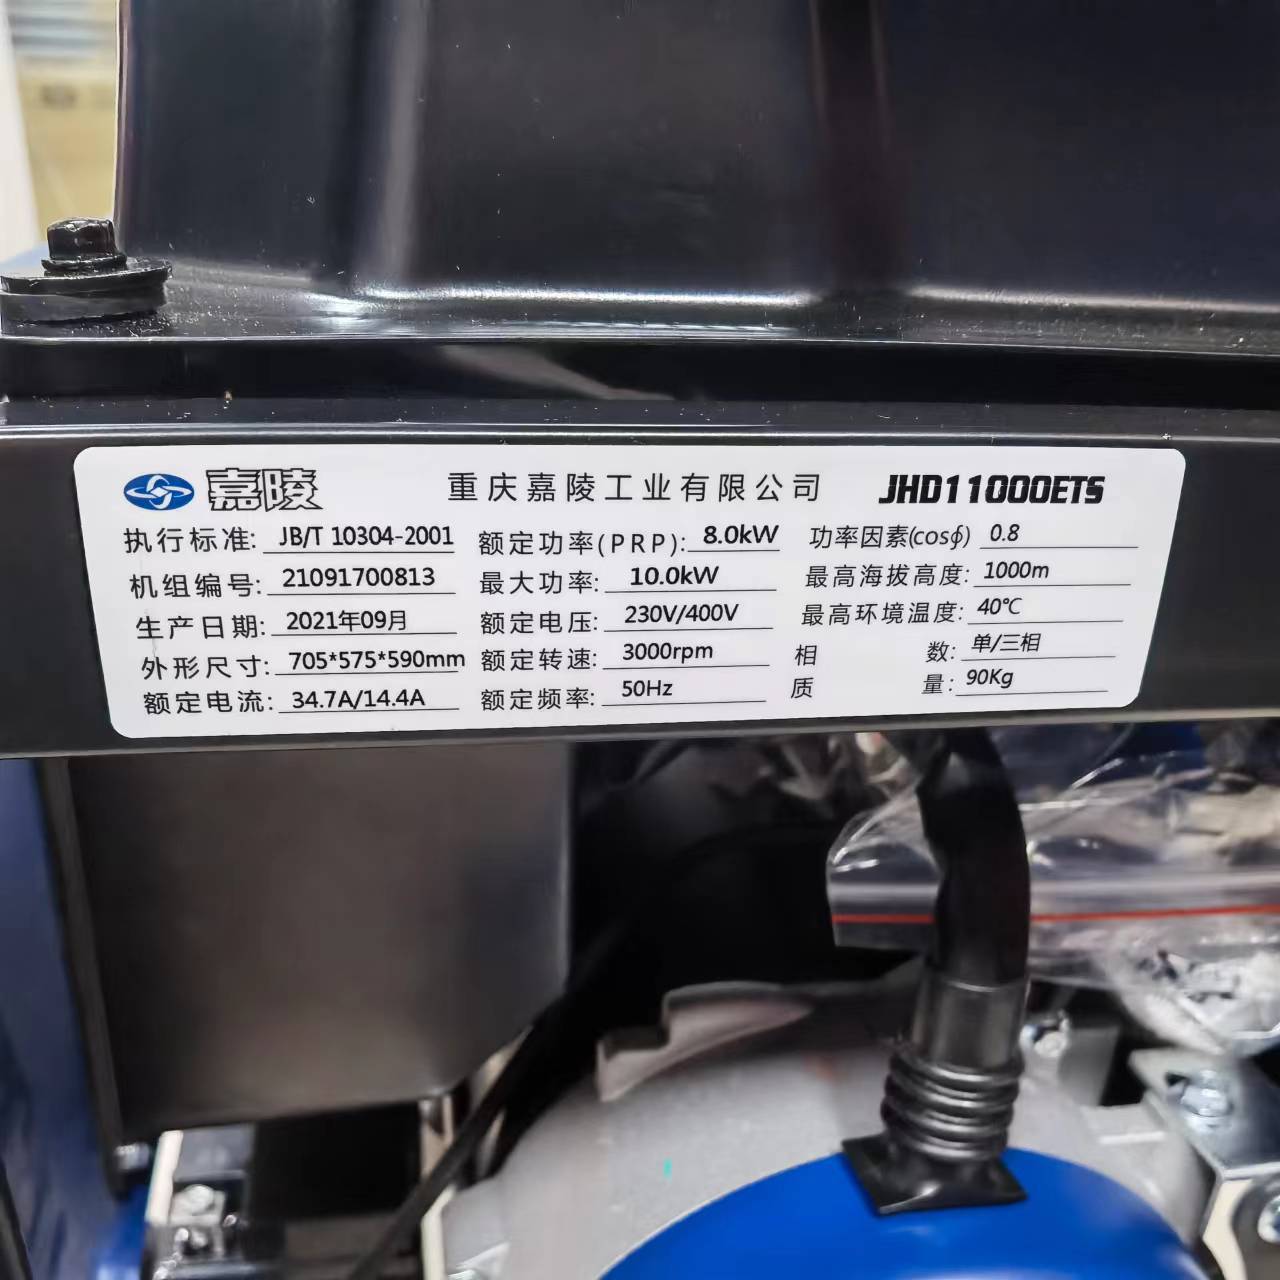 嘉陵 重庆嘉陵工业有限公司 JHD11000ETS
执行标准: JB/T 10304-2001 额定功率(PRP): 8.0kW 功率因素(cos∮) 0.8
机组编号: 21091700813 最大功率: 10.0kW 最高海拔高度: 1000m
生产日期: 2021年09月 额定电压: 230V/400V 最高环境温度: 40℃
外形尺寸: 705*575*590mm 额定转速: 3000rpm 相数: 单/三相
额定电流: 34.7A/14.4A 额定频率: 50Hz 质量: 90Kg